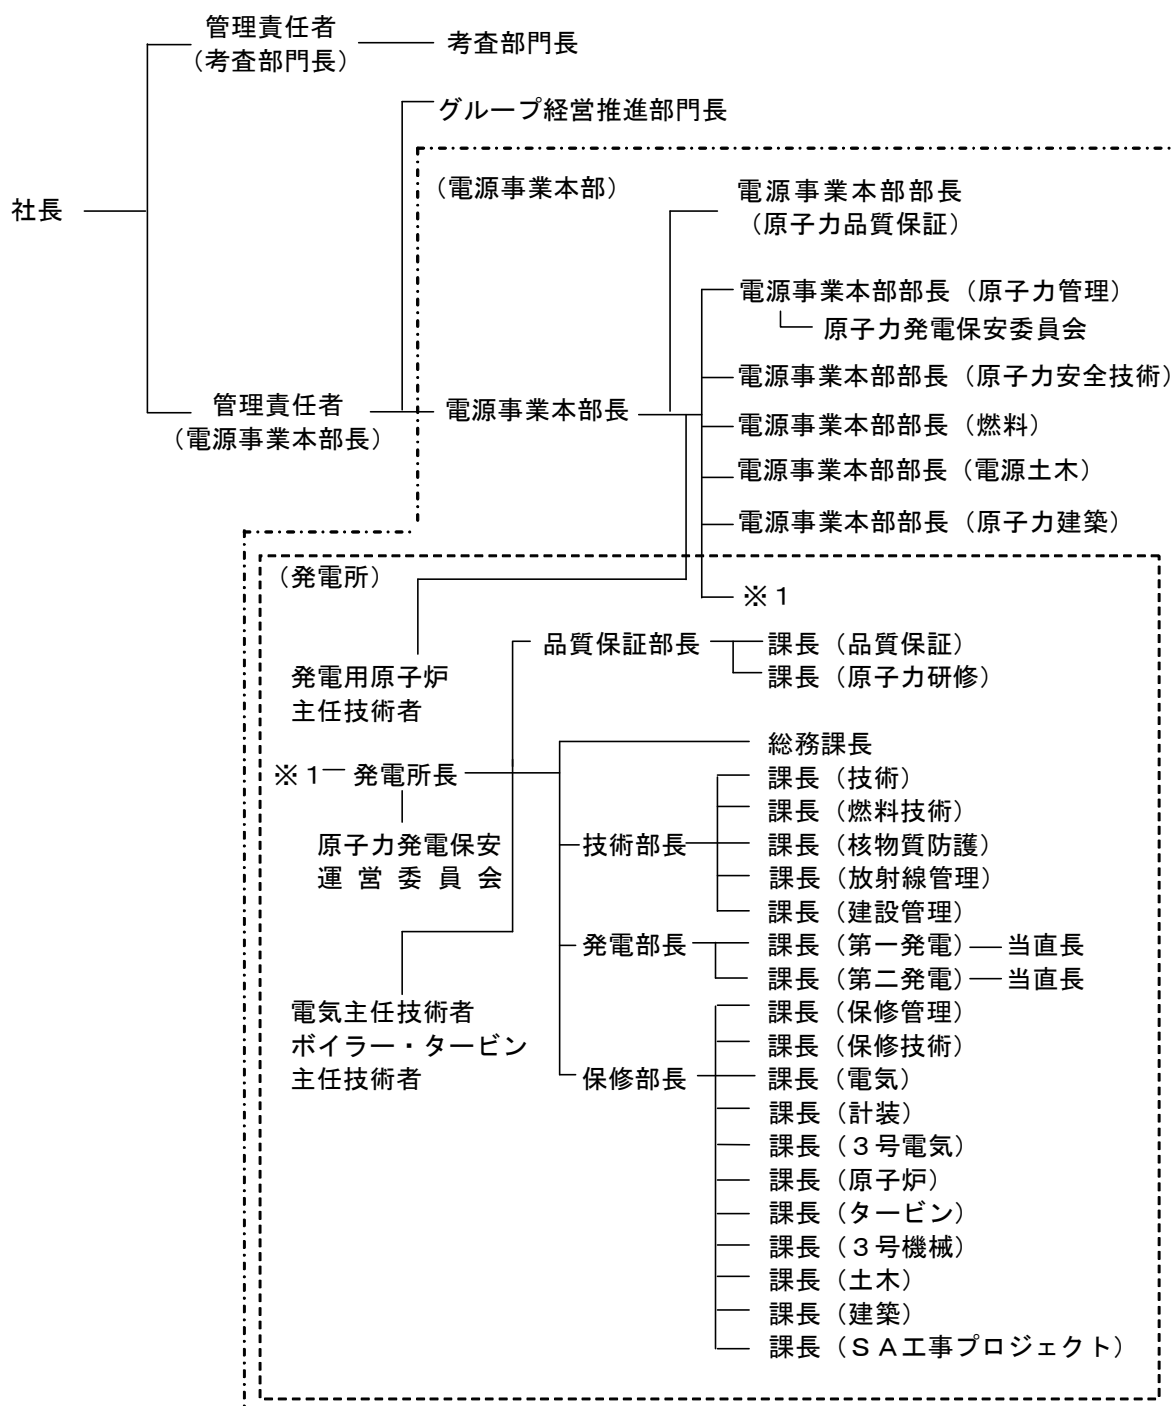 管理責任者
(考査部門長)
考査部門長
グループ経営推進部門長
社長
(電源事業本部)
電源事業本部部長
(原子力品質保証)
電源事業本部部長(原子力管理)
原子力発電保安委員会
電源事業本部部長(原子力安全技術)
管理責任者
(電源事業本部長)
電源事業本部長
電源事業本部部長(燃料)
電源事業本部部長(電源土木)
電源事業本部部長(原子力建築)
(発電所)
※1
発電用原子炉
主任技術者
品質保証部長
課長(品質保証)
課長(原子力研修)
※1
発電所長
原子力発電保安
運営委員会
電気主任技術者
ボイラー・タービン
主任技術者
総務課長
技術部長
課長(技術)
課長(燃料技術)
課長(核物質防護)
課長(放射線管理)
課長(建設管理)
発電部長
課長(第一発電)
当直長
課長(第二発電)
当直長
保修部長
課長(保修管理)
課長(保修技術)
課長(電気)
課長(計装)
課長(3号電気)
課長(原子炉)
課長(タービン)
課長(3号機械)
課長(土木)
課長(建築)
課長(SA工事プロジェクト)